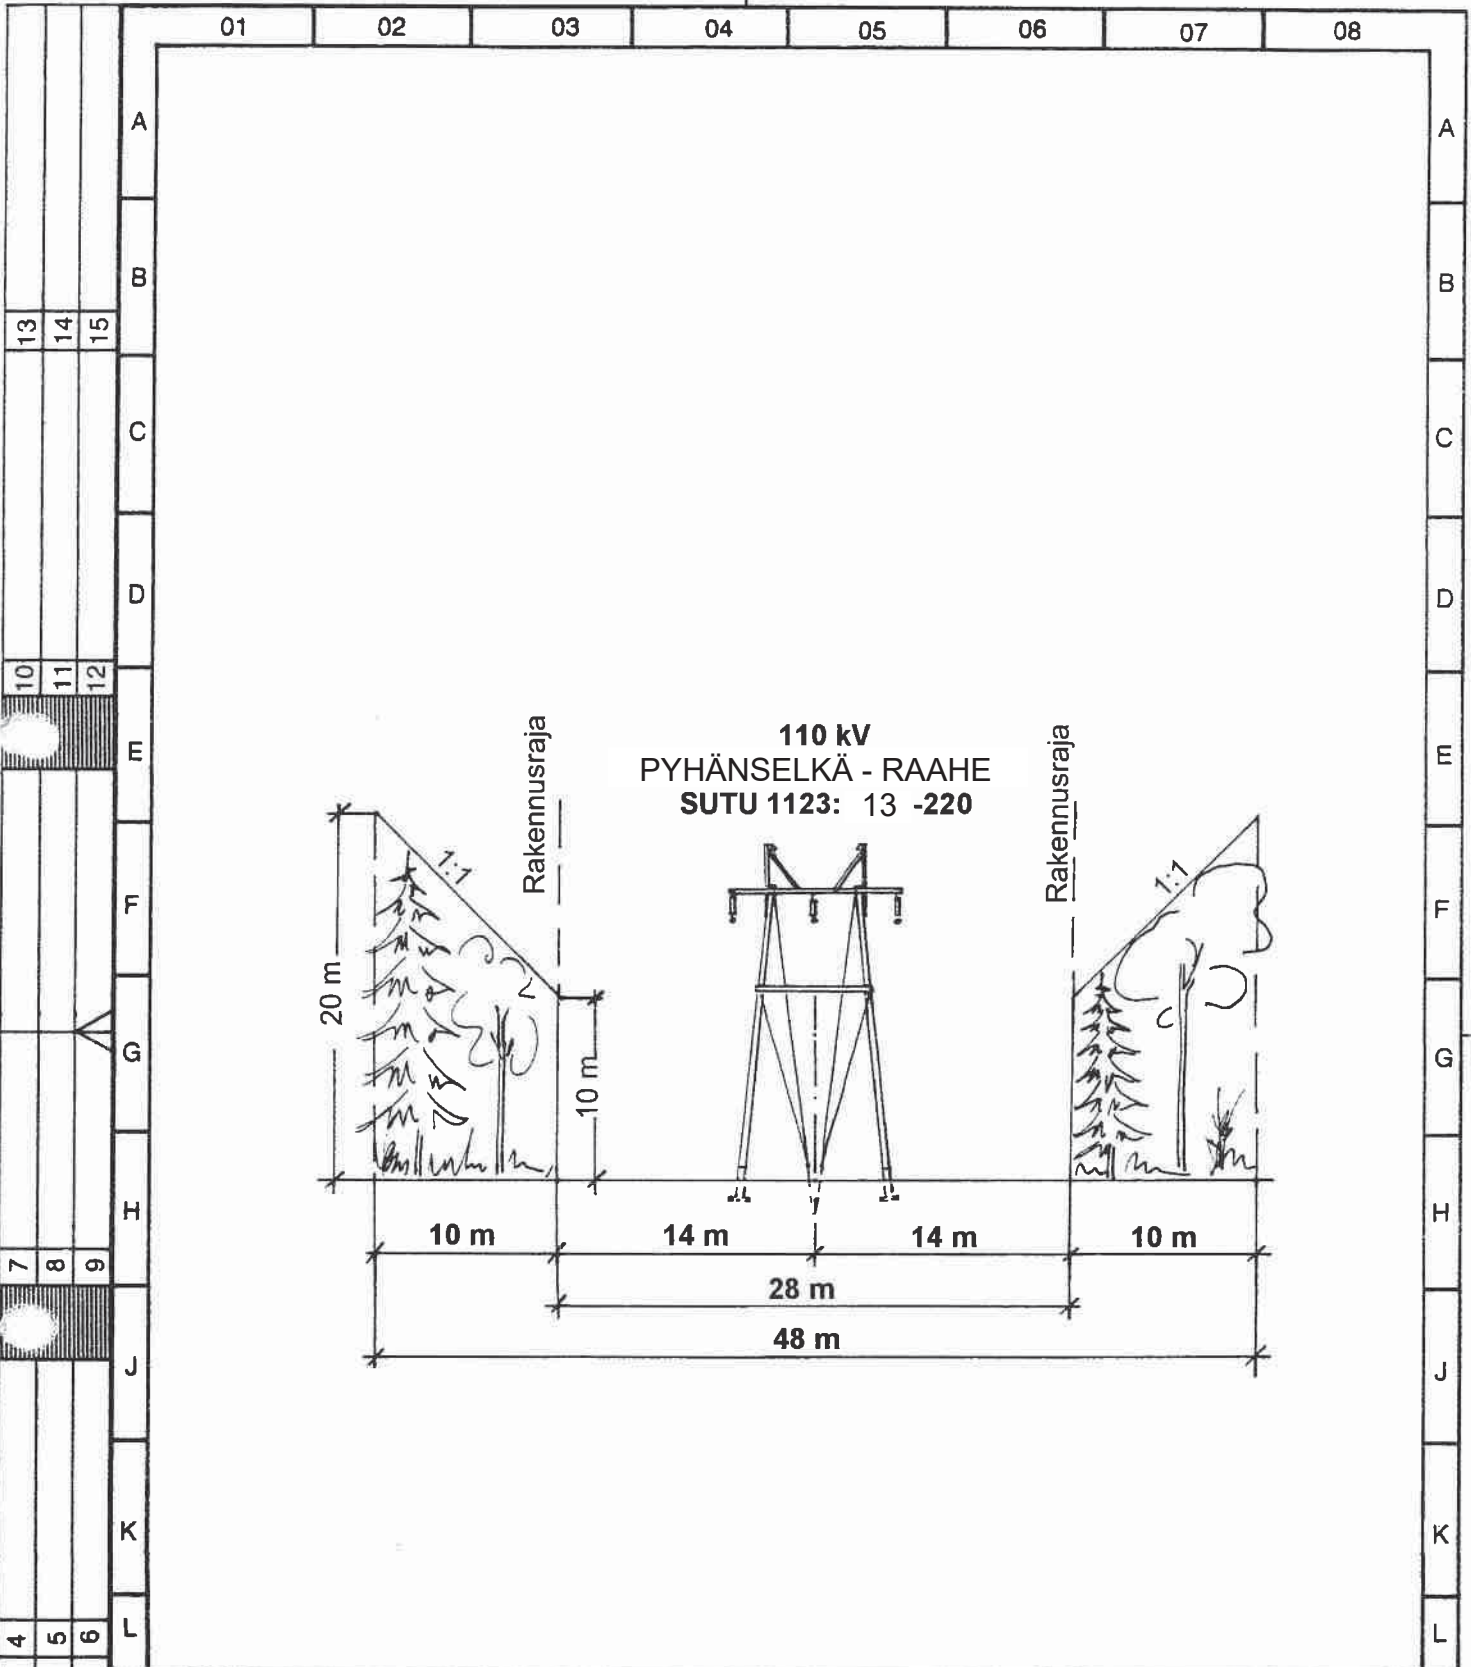 01 02 03 04 05 06 07 08
A A
B B
13 14 15
C C
D D
10 11 12
E E
Rakennusraja
110 kV
PYHÄNSELKÄ - RAAHE
SUTU 1123: 13 -220
Rakennusraja
F F
1:1
1:1
20 m
G G
10 m
H H
10 m 14 m 14 m 10 m
7 8 9
28 m
48 m
J J
K K
L L
4 5 6